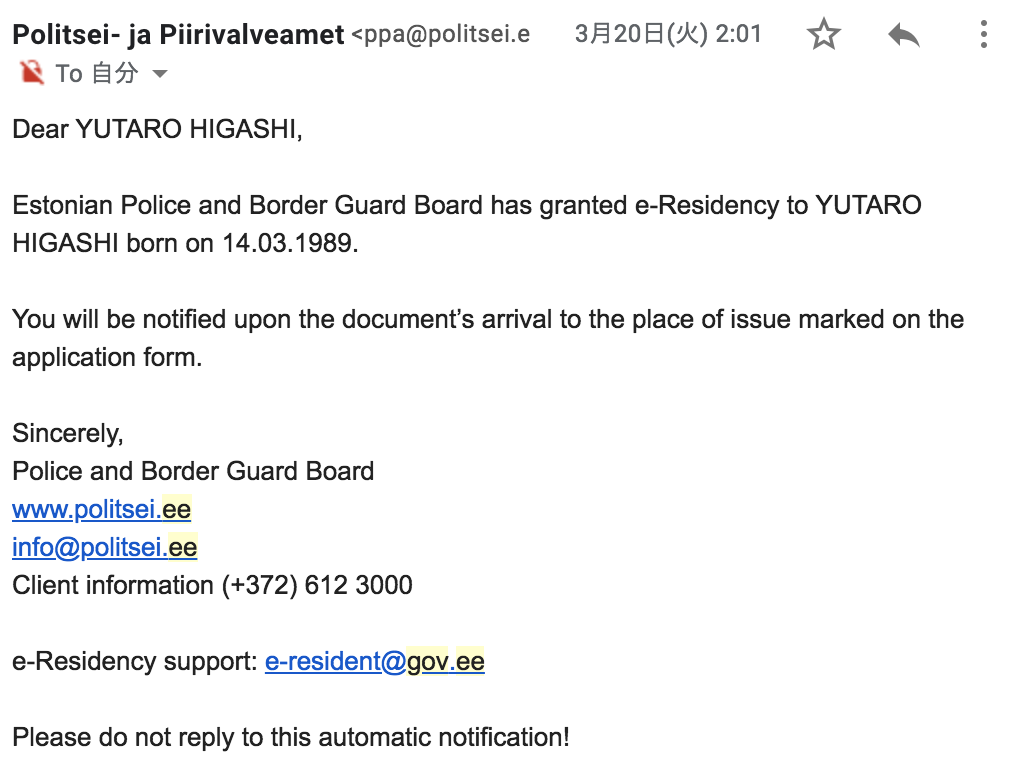 Politsei- ja Piirivalveamet <ppa@politsei.e 3月20日(火) 2:01
To 自分
Dear YUTARO HIGASHI,
Estonian Police and Border Guard Board has granted e-Residency to YUTARO
HIGASHI born on 14.03.1989.
You will be notified upon the document’s arrival to the place of issue marked on the
application form.
Sincerely,
Police and Border Guard Board
www.politsei.ee
info@politsei.ee
Client information (+372) 612 3000
e-Residency support: e-resident@gov.ee
Please do not reply to this automatic notification!